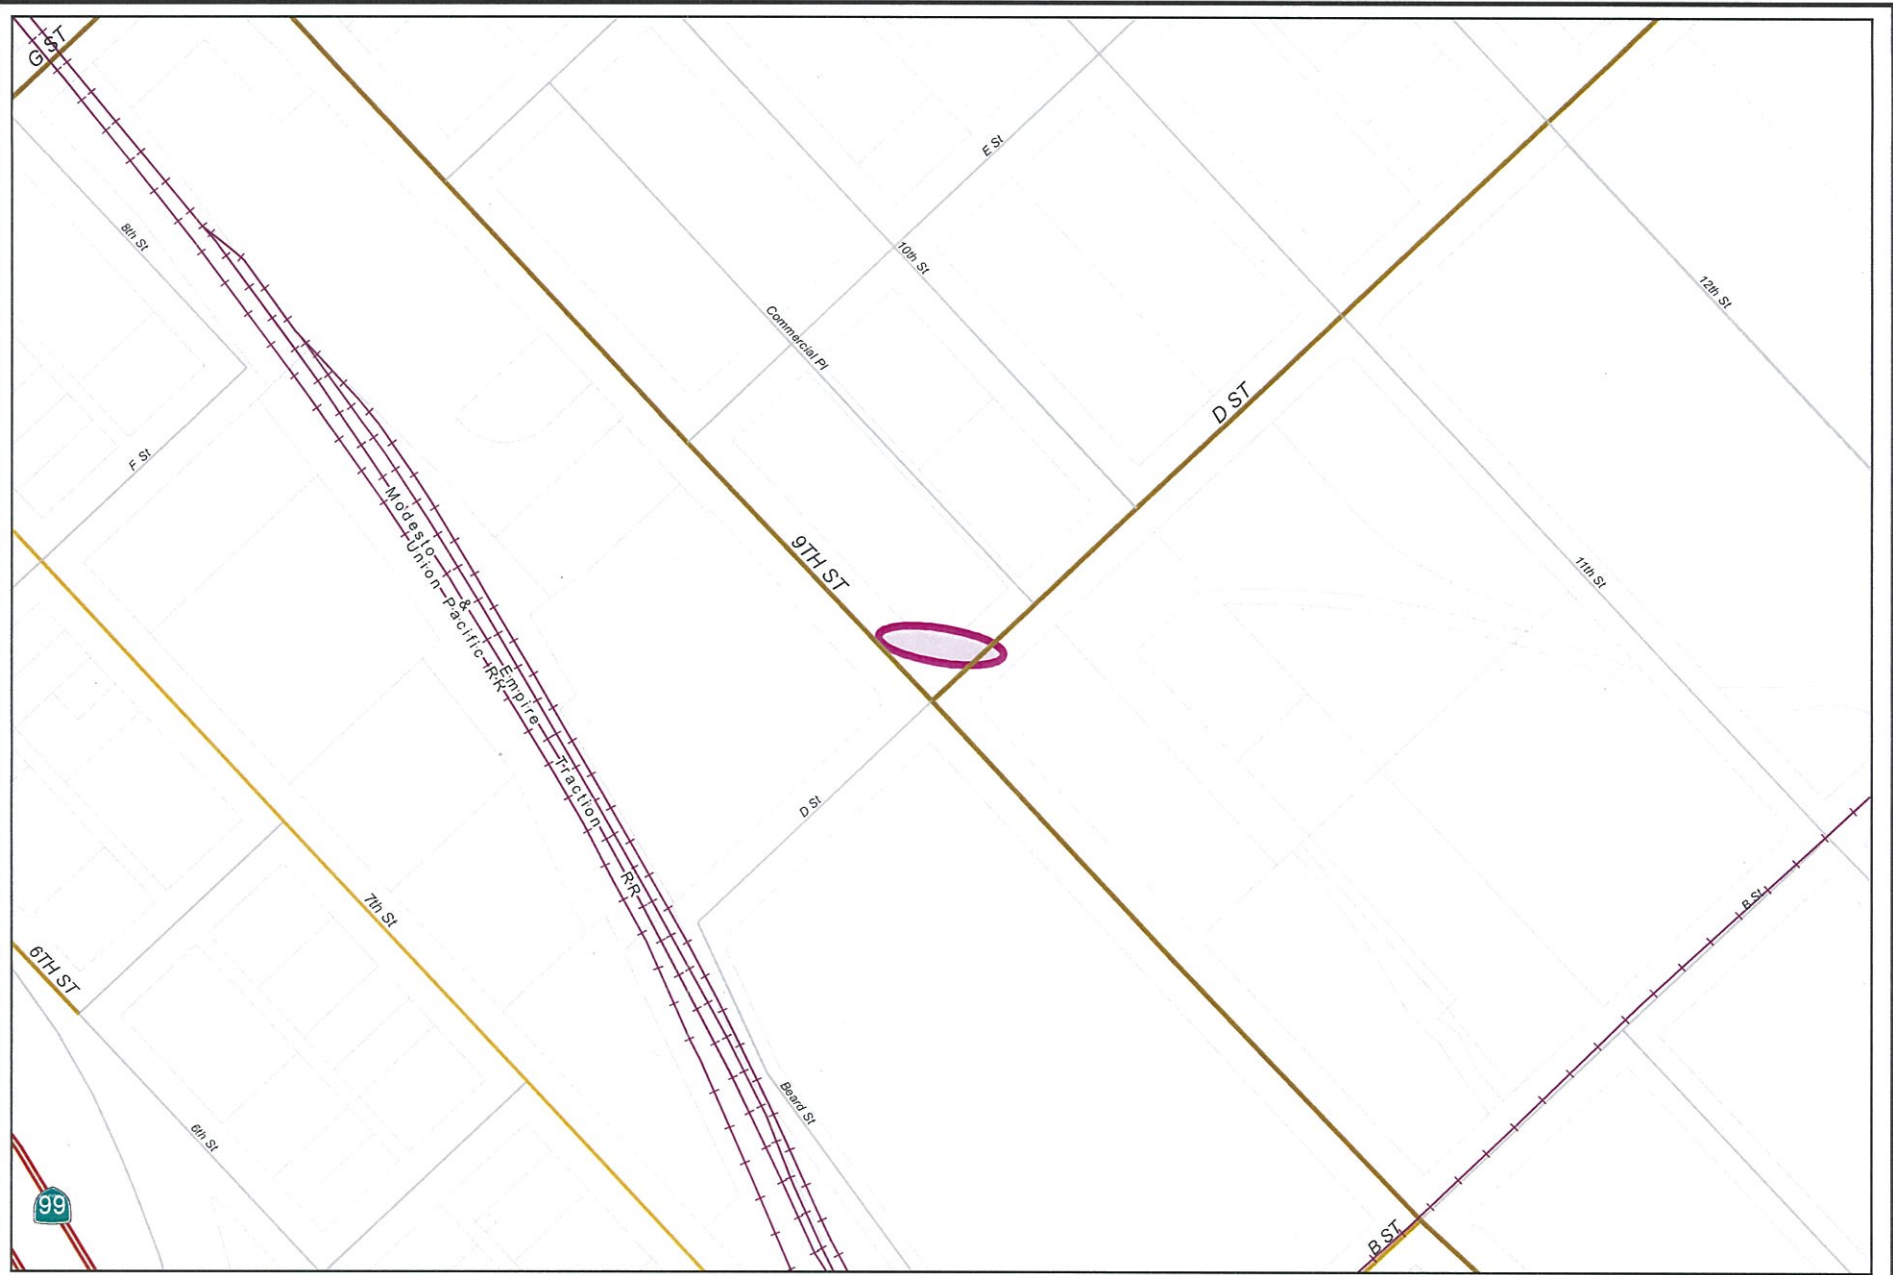 G ST
E St
8th St
10th St
12th St
Commercial Pl
D ST
F St
9TH ST
Modesto & Empire Traction RR
Union Pacific RR
11th St
D St
7th St
B St
6TH ST
Beard St
6th St
99
B ST